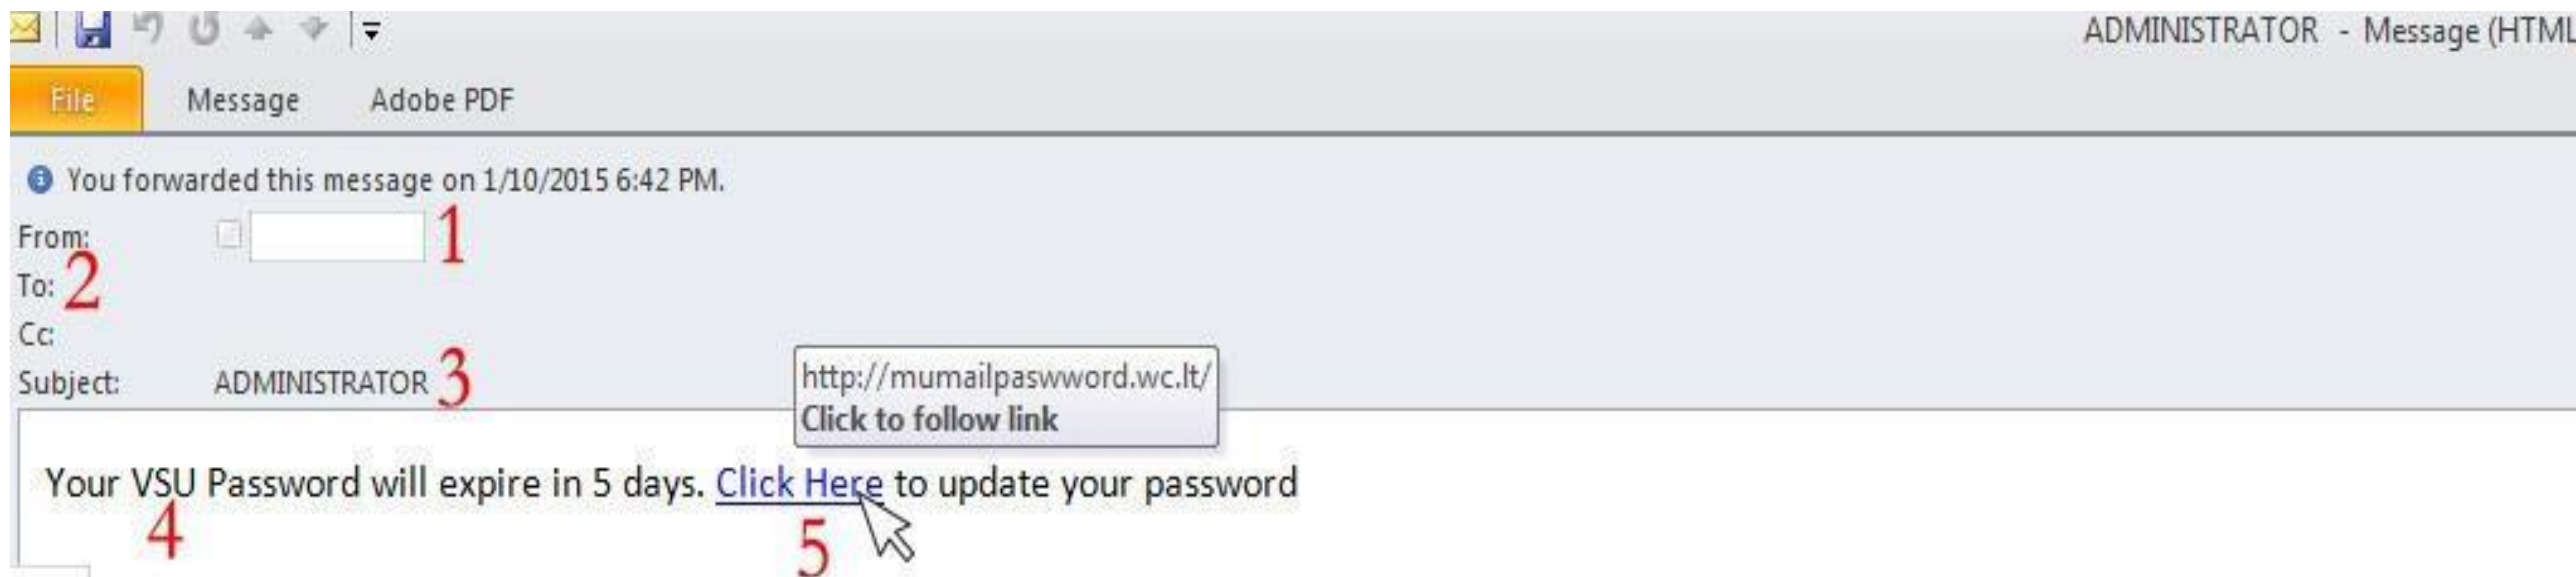 ADMINISTRATOR - Message (HTML
File Message Adobe PDF
You forwarded this message on 1/10/2015 6:42 PM.
From: 1
To: 2
Cc:
Subject: ADMINISTRATOR 3
http://mumailpaswword.wc.lt/
Click to follow link
Your VSU Password will expire in 5 days. Click Here to update your password
4 5